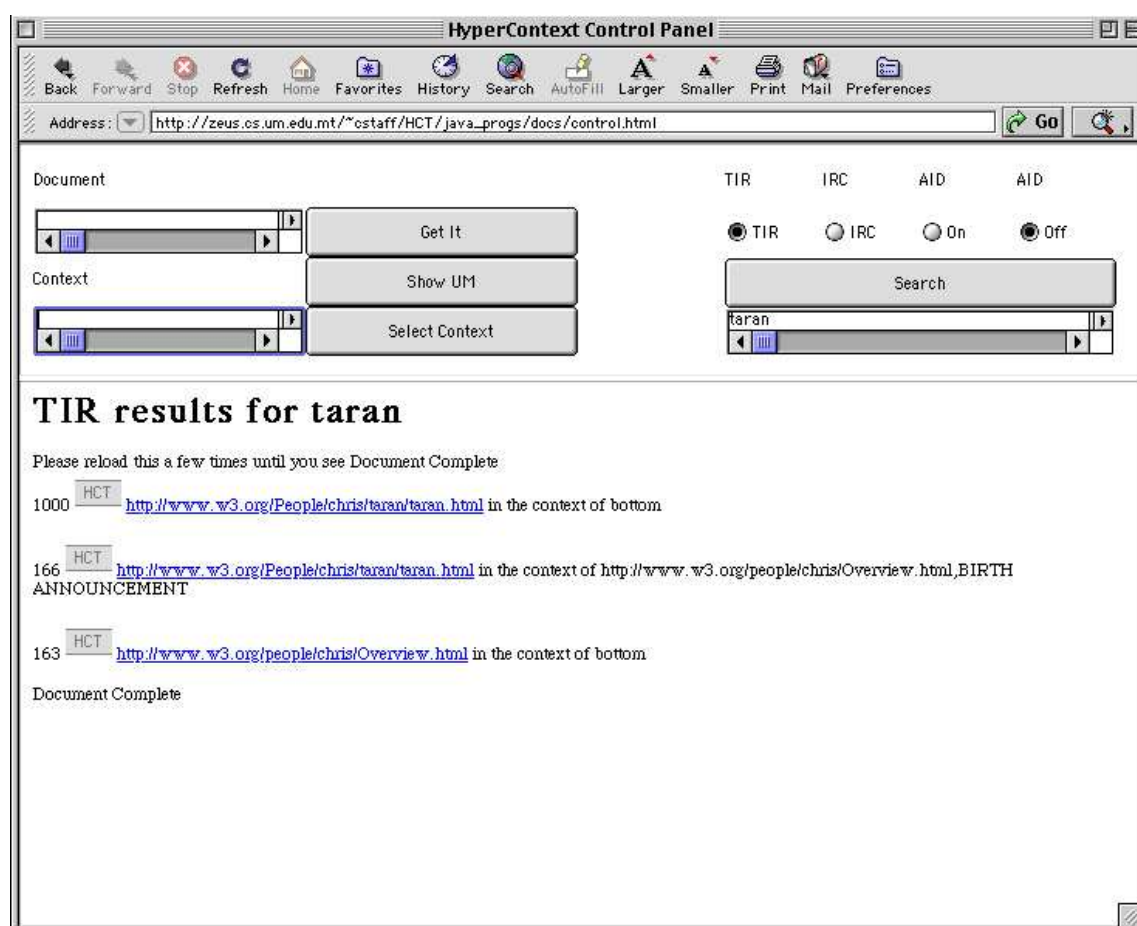 HyperContext Control Panel
Back Forward Stop Refresh Home Favorites History Search AutoFill Larger Smaller Print Mail Preferences
Address: http://zeus.cs.um.edu.mt/~cstaff/HCT/java_progs/docs/control.html Go
Document
TIR IRC AID AID
Get It
TIR IRC On Off
Context
Show UM
Search
Select Context
taran
TIR results for taran
Please reload this a few times until you see Document Complete
1000 HCT http://www.w3.org/People/chris/taran/taran.html in the context of bottom
166 HCT http://www.w3.org/People/chris/taran/taran.html in the context of http://www.w3.org/people/chris/Overview.html,BIRTH
ANNOUNCEMENT
163 HCT http://www.w3.org/people/chris/Overview.html in the context of bottom
Document Complete